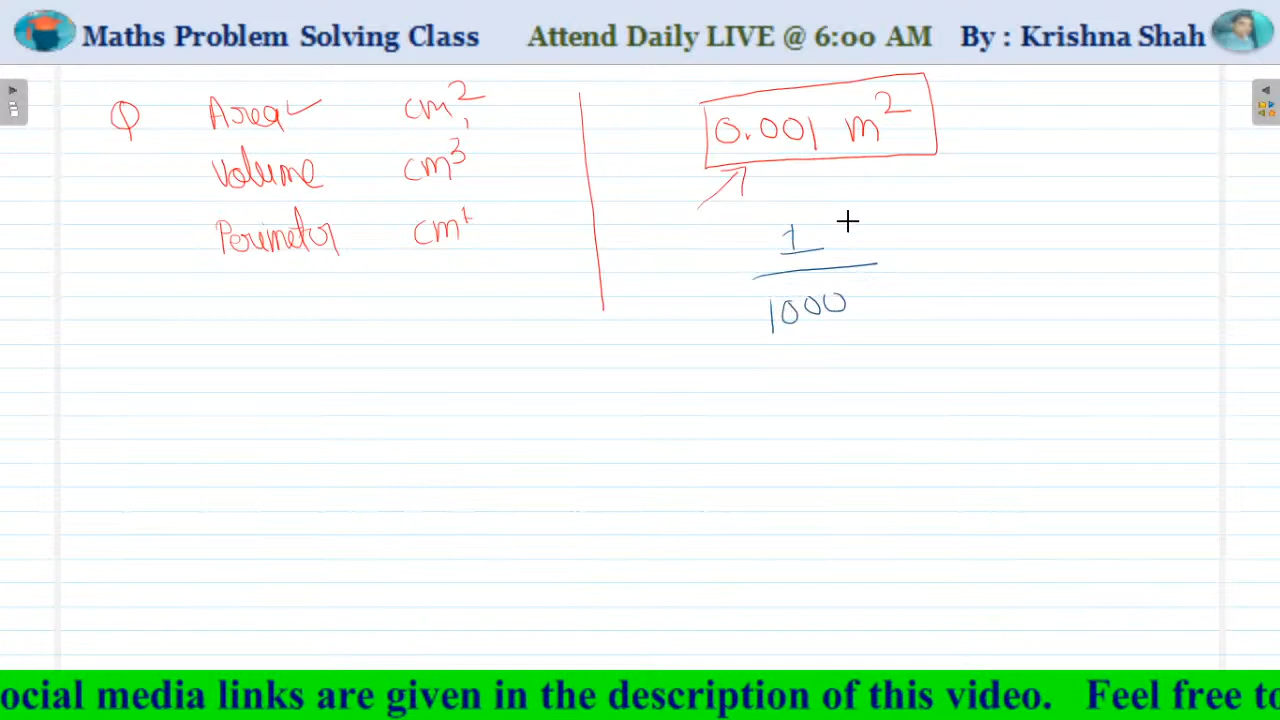 Maths Problem Solving Class Attend Daily LIVE @ 6:00 AM By : Krishna Shah
Q Area ✓ cm²
Volume cm³
Perimetor cm¹
0.001 m²
1
1000
ocial media links are given in the description of this video. Feel free to